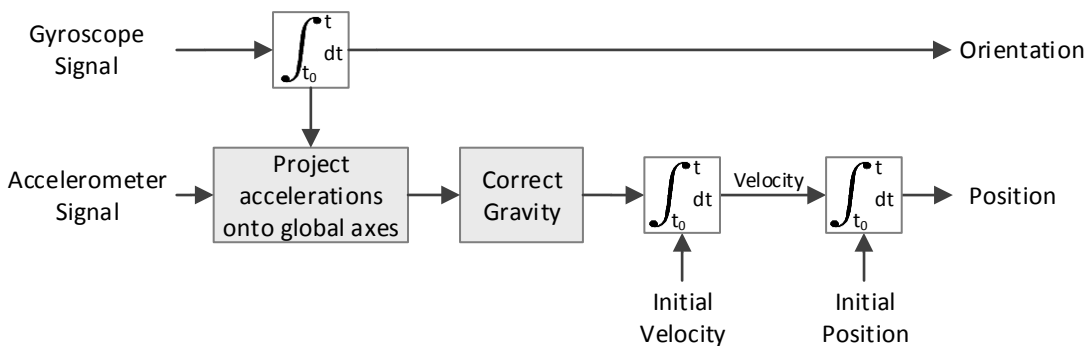 Gyroscope
Signal
∫ t
dt
t₀
Orientation
Accelerometer
Signal
Project
accelerations
onto global axes
Correct
Gravity
∫ t
dt
t₀
Velocity
∫ t
dt
t₀
Position
Initial
Velocity
Initial
Position